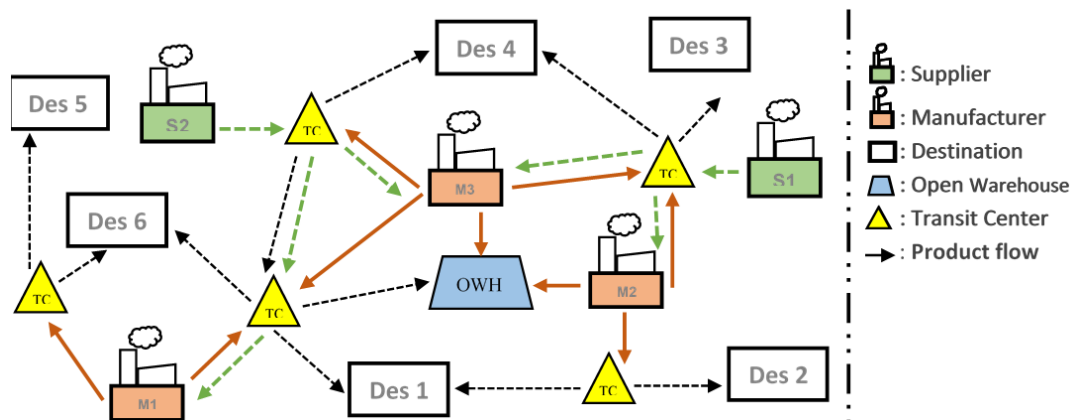 Des 4
Des 3
Des 5
S2
TC
M3
TC
S1
Des 6
TC
TC
OWH
M2
M1
Des 1
TC
Des 2
: Supplier
: Manufacturer
: Destination
: Open Warehouse
: Transit Center
: Product flow